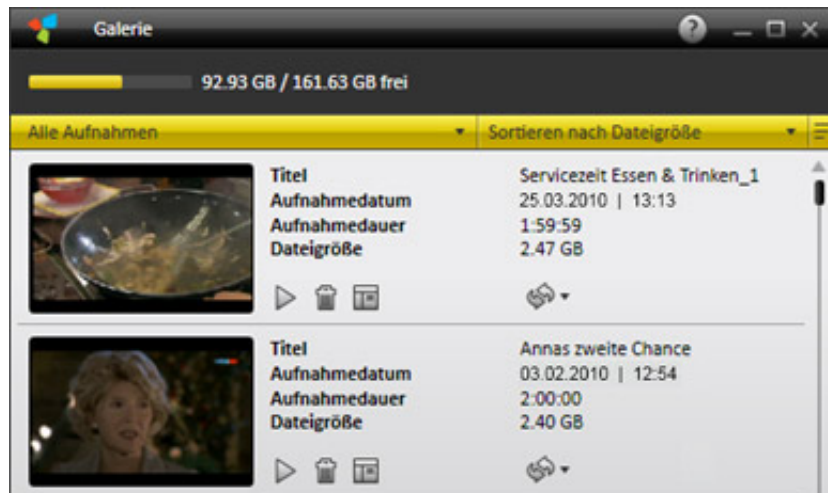 Galerie
92.93 GB / 161.63 GB frei
Alle Aufnahmen Sortieren nach Dateigröße
Titel Servicezeit Essen & Trinken_1
Aufnahmedatum 25.03.2010 | 13:13
Aufnahmedauer 1:59:59
Dateigröße 2.47 GB
Titel Annas zweite Chance
Aufnahmedatum 03.02.2010 | 12:54
Aufnahmedauer 2:00:00
Dateigröße 2.40 GB